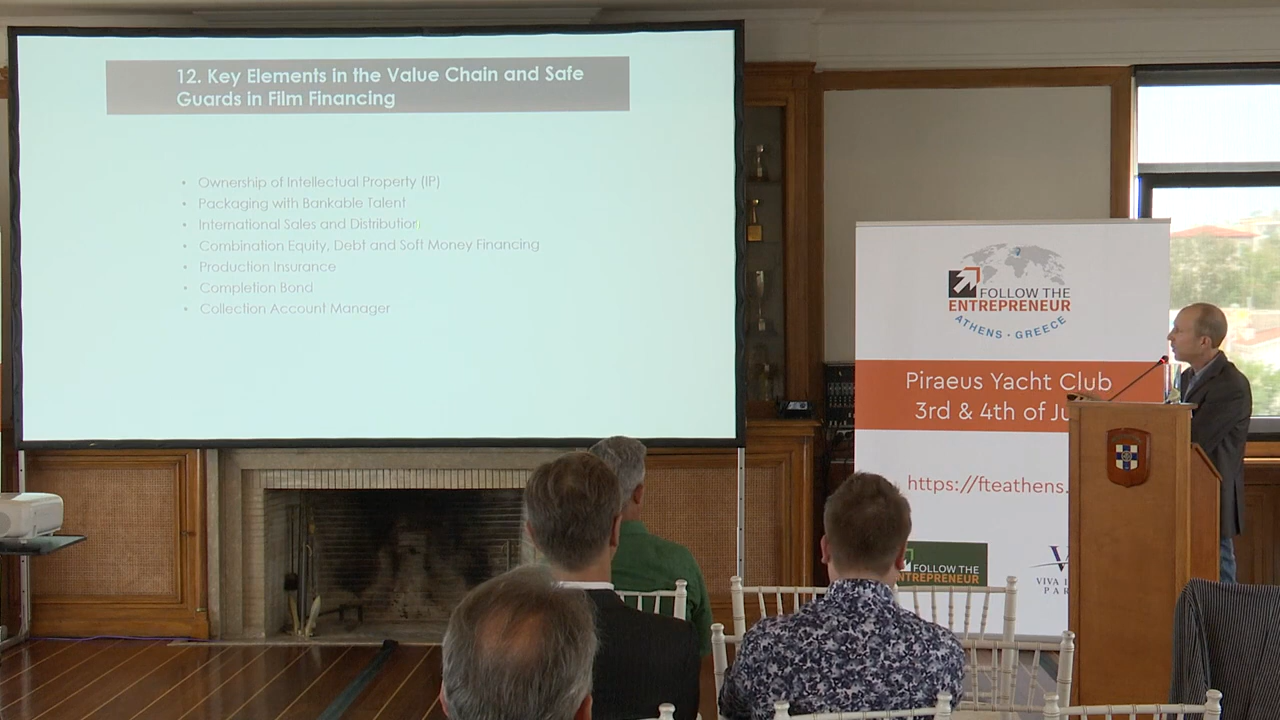 12. Key Elements in the Value Chain and Safe
Guards in Film Financing
• Ownership of Intellectual Property (IP)
• Packaging with Bankable Talent
• International Sales and Distribution
• Combination Equity, Debt and Soft Money Financing
• Production Insurance
• Completion Bond
• Collection Account Manager
FOLLOW THE
ENTREPRENEUR
ATHENS · GREECE
Piraeus Yacht Club
3rd & 4th of
https://fteathens.
FOLLOW THE
ENTREPRENEUR
VIVA